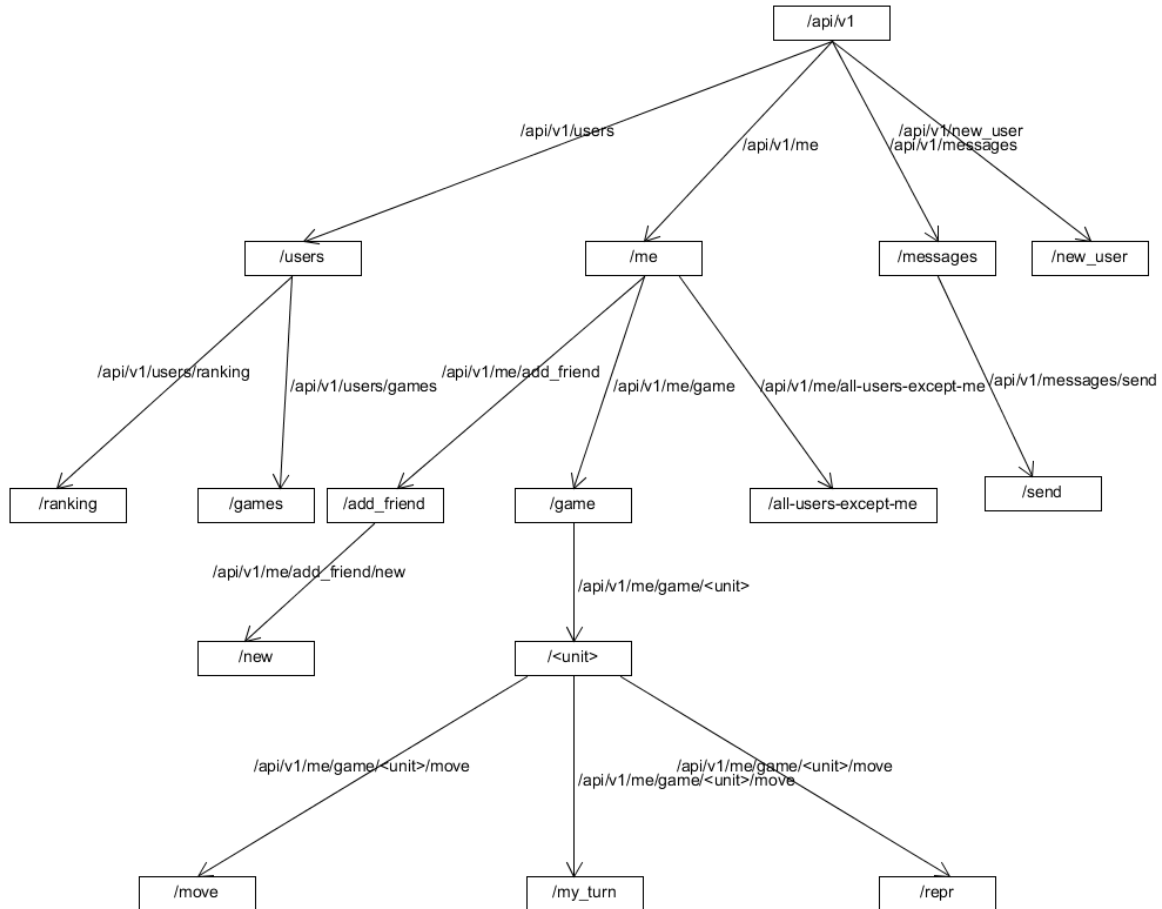 /api/v1
/api/v1/users
/api/v1/me
/api/v1/new_user
/api/v1/messages
/users
/me
/messages
/new_user
/api/v1/users/ranking
/api/v1/users/games
/api/v1/me/add_friend
/api/v1/me/game
/api/v1/me/all-users-except-me
/api/v1/messages/send
/ranking
/games
/add_friend
/game
/all-users-except-me
/send
/api/v1/me/add_friend/new
/api/v1/me/game/<unit>
/new
/<unit>
/api/v1/me/game/<unit>/move
/api/v1/me/game/<unit>/move
/api/v1/me/game/<unit>/move
/move
/my_turn
/repr